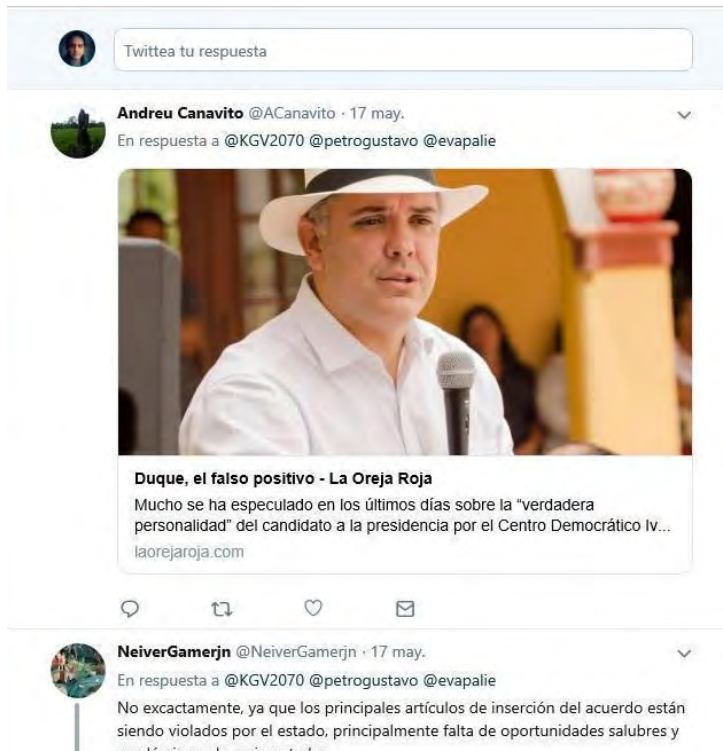 Twittea tu respuesta
Andreu Canavito @ACanavito · 17 may.
En respuesta a @KGV2070 @petrogustavo @evapalie
Duque, el falso positivo - La Oreja Roja
Mucho se ha especulado en los últimos días sobre la "verdadera
personalidad" del candidato a la presidencia por el Centro Democrático Iv...
laorejaroja.com
NeiverGamerjn @NeiverGamerjn · 17 may.
En respuesta a @KGV2070 @petrogustavo @evapalie
No excactamente, ya que los principales artículos de inserción del acuerdo están
siendo violados por el estado, principalmente falta de oportunidades salubres y